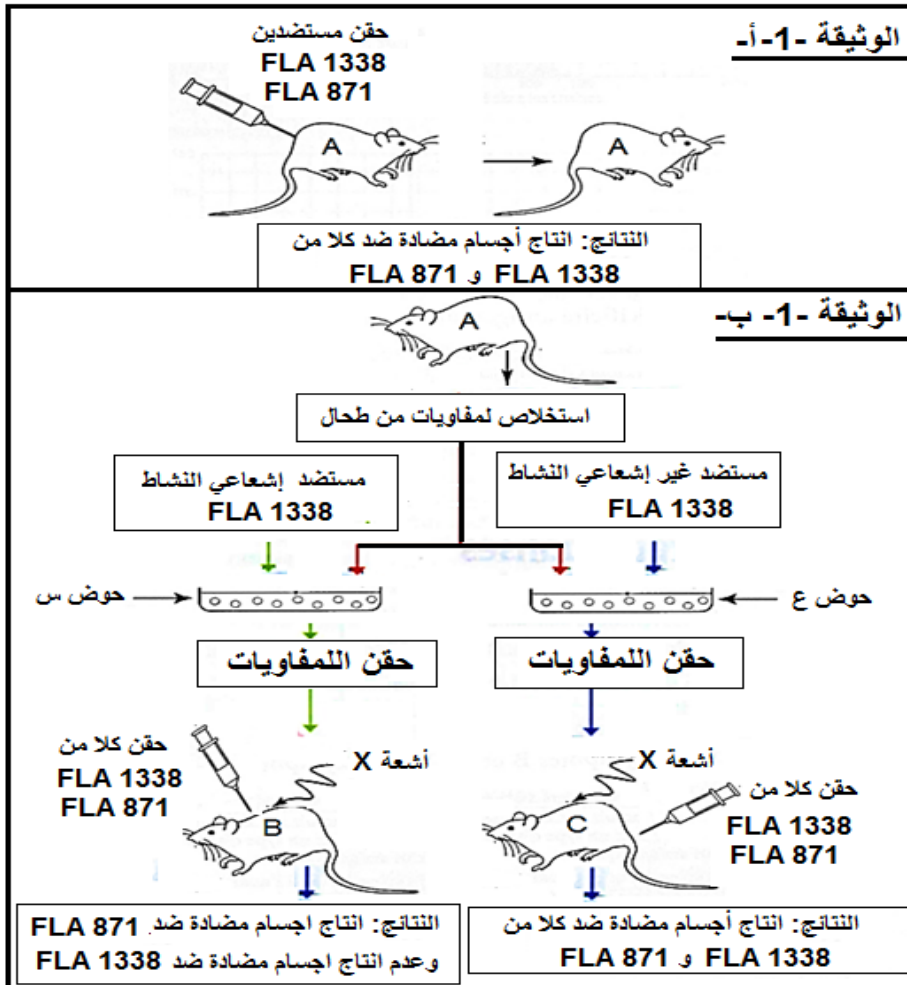 الوثيقة -1-أ-
حقن مستضدين
FLA 1338
FLA 871
A
A
النتائج: انتاج أجسام مضادة ضد كلا من
FLA 1338 و FLA 871
الوثيقة -1- ب-
A
استخلاص لمفاويات من طحال
مستضد غير إشعاعي النشاط
FLA 1338
مستضد إشعاعي النشاط
FLA 1338
حوض ع
حوض س
حقن اللمفاويات
حقن اللمفاويات
أشعة X
حقن كلا من
FLA 1338
FLA 871
C
أشعة X
حقن كلا من
FLA 1338
FLA 871
B
النتائج: انتاج أجسام مضادة ضد كلا من
FLA 1338 و FLA 871
النتائج: انتاج اجسام مضادة ضد. FLA 871
وعدم انتاج اجسام مضادة ضد FLA 1338